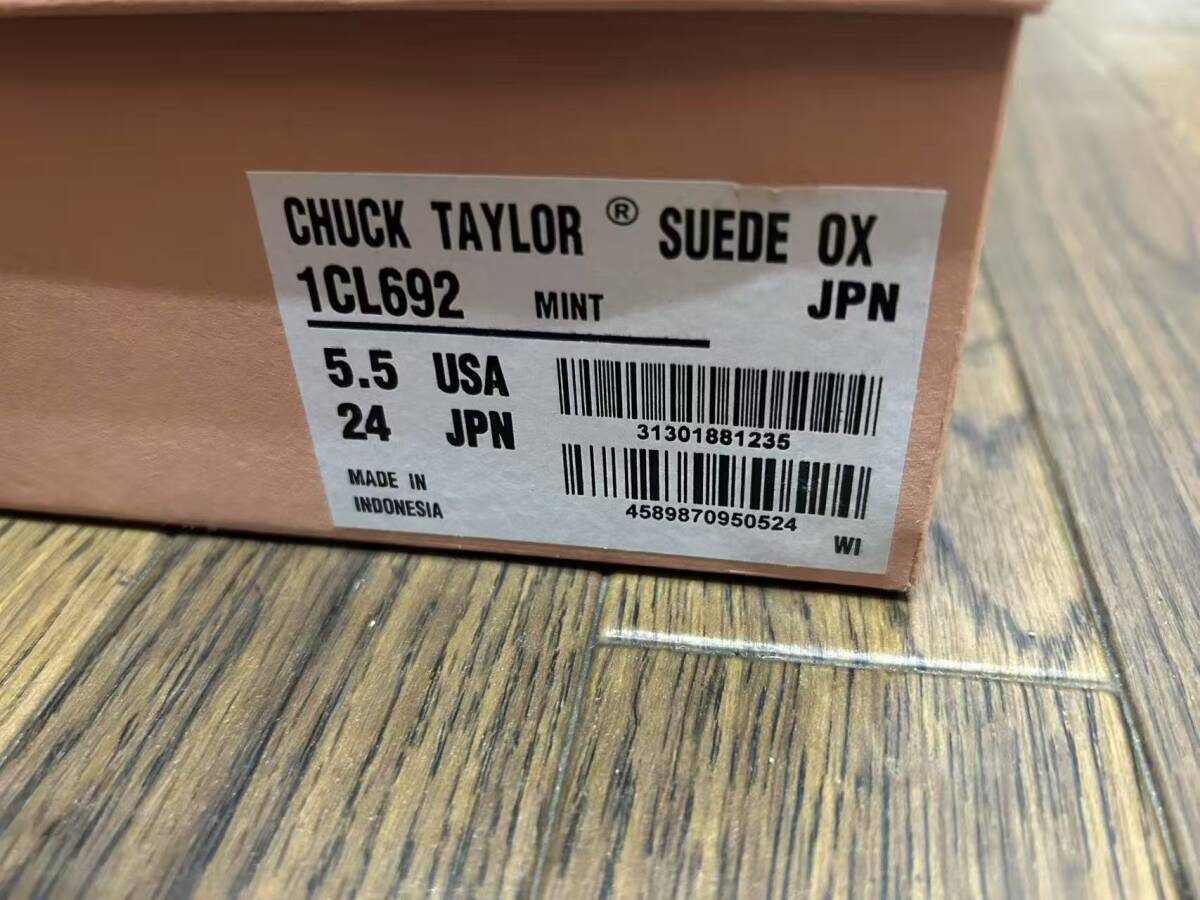 CHUCK TAYLOR ® SUEDE OX
1CL692 MINT JPN
5.5 USA
24 JPN
31301881235
MADE IN
INDONESIA
4589870950524
WI